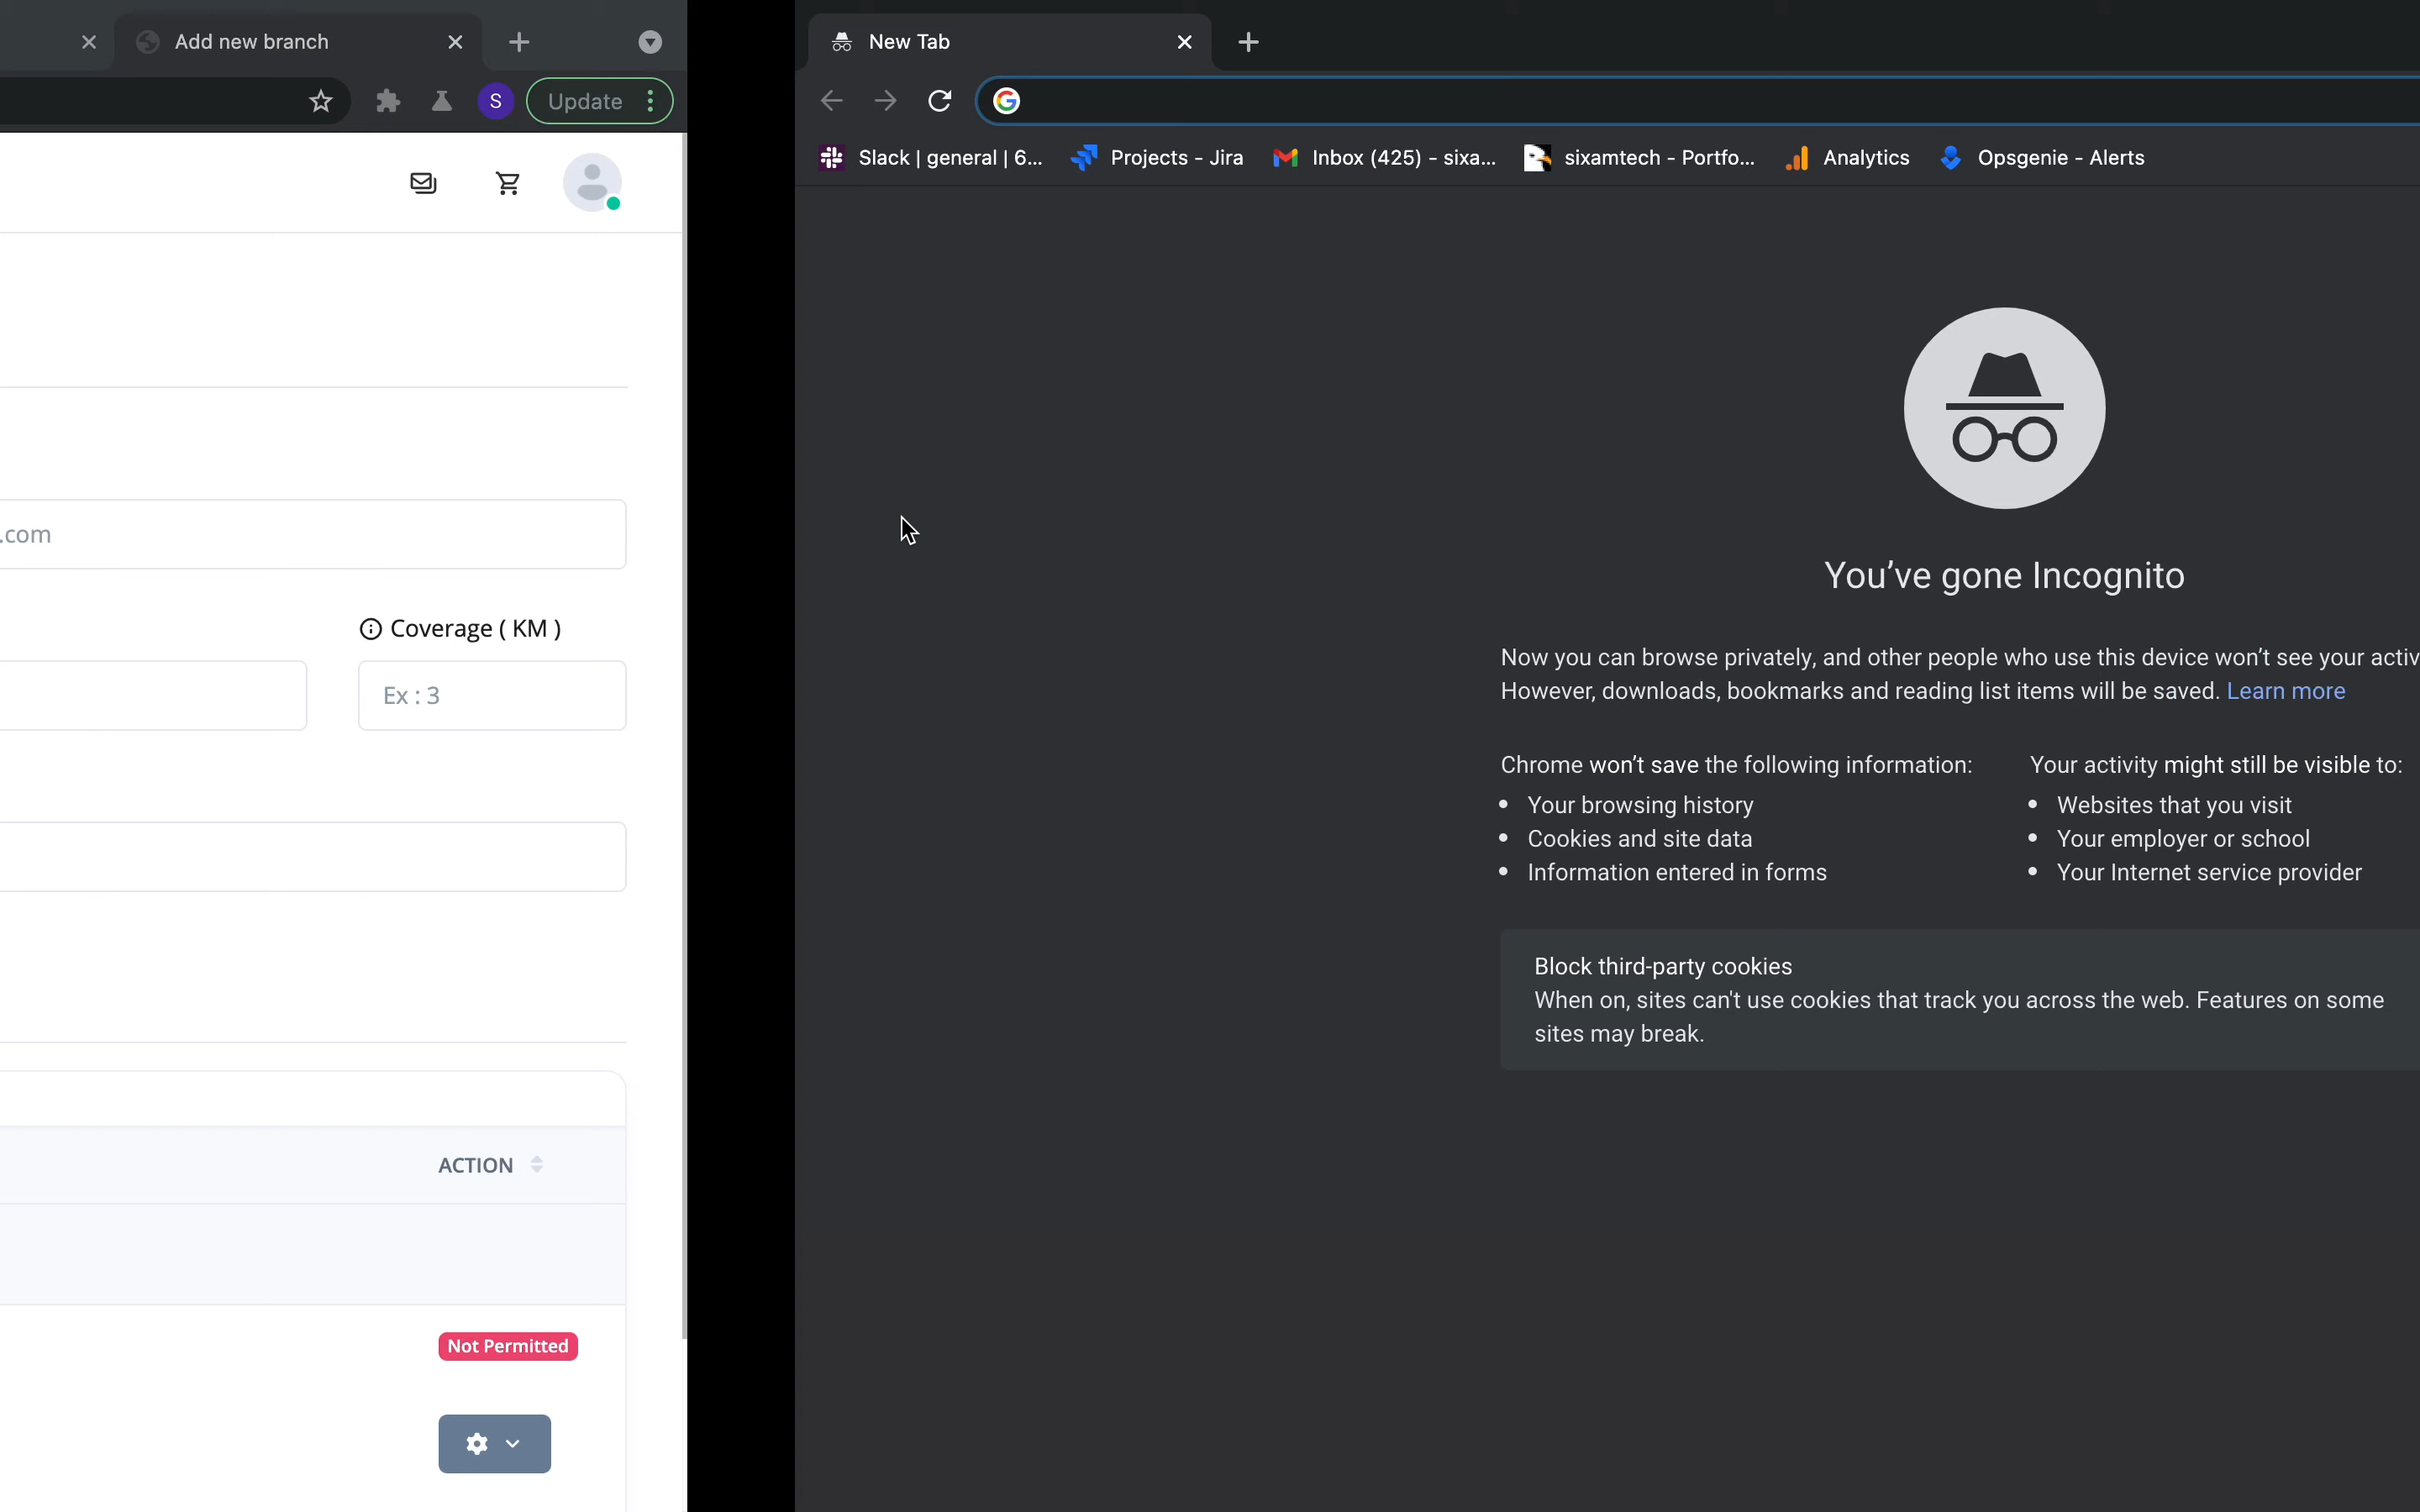 Add new branch
S
Update
.com
Coverage ( KM )
Ex : 3
ACTION
Not Permitted
New Tab
Slack | general | 6...
Projects - Jira
Inbox (425) - sixa...
sixamtech - Portfo...
Analytics
Opsgenie - Alerts
You've gone Incognito
Now you can browse privately, and other people who use this device won't see your activ
However, downloads, bookmarks and reading list items will be saved. Learn more
Chrome won't save the following information:
Your browsing history
Cookies and site data
Information entered in forms
Your activity might still be visible to:
Websites that you visit
Your employer or school
Your Internet service provider
Block third-party cookies
When on, sites can't use cookies that track you across the web. Features on some
sites may break.